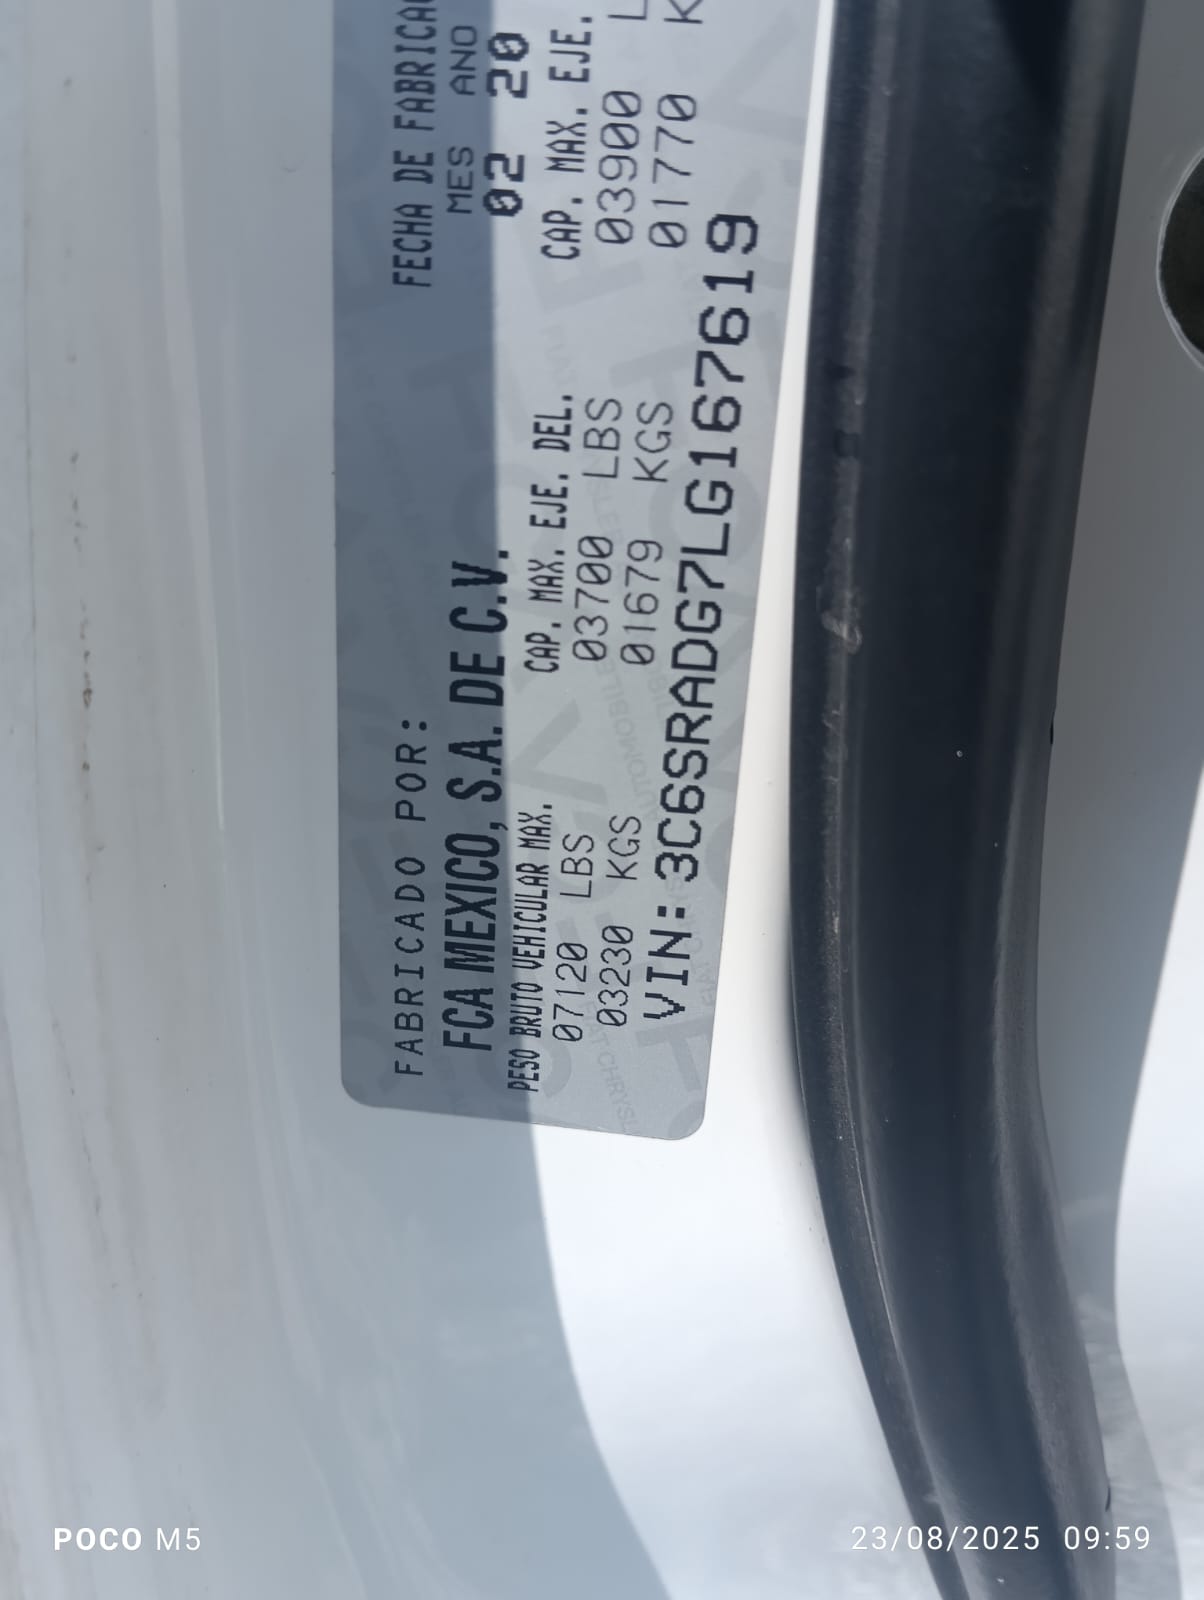 FABRICADO POR:
FECHA DE FABRICA
FCA MEXICO, S.A. DE C.V.
MES ANO
02 20
PESO BRUTO VEHICULAR MAX.
CAP. MAX. EJE. DEL.
CAP. MAX. EJE.
07120 LBS
03700 LBS
03900 L
03230 KGS
01679 KGS
01770 K
VIN: 3C6SRADG7LG167619
POCO M5
23/08/2025 09:59